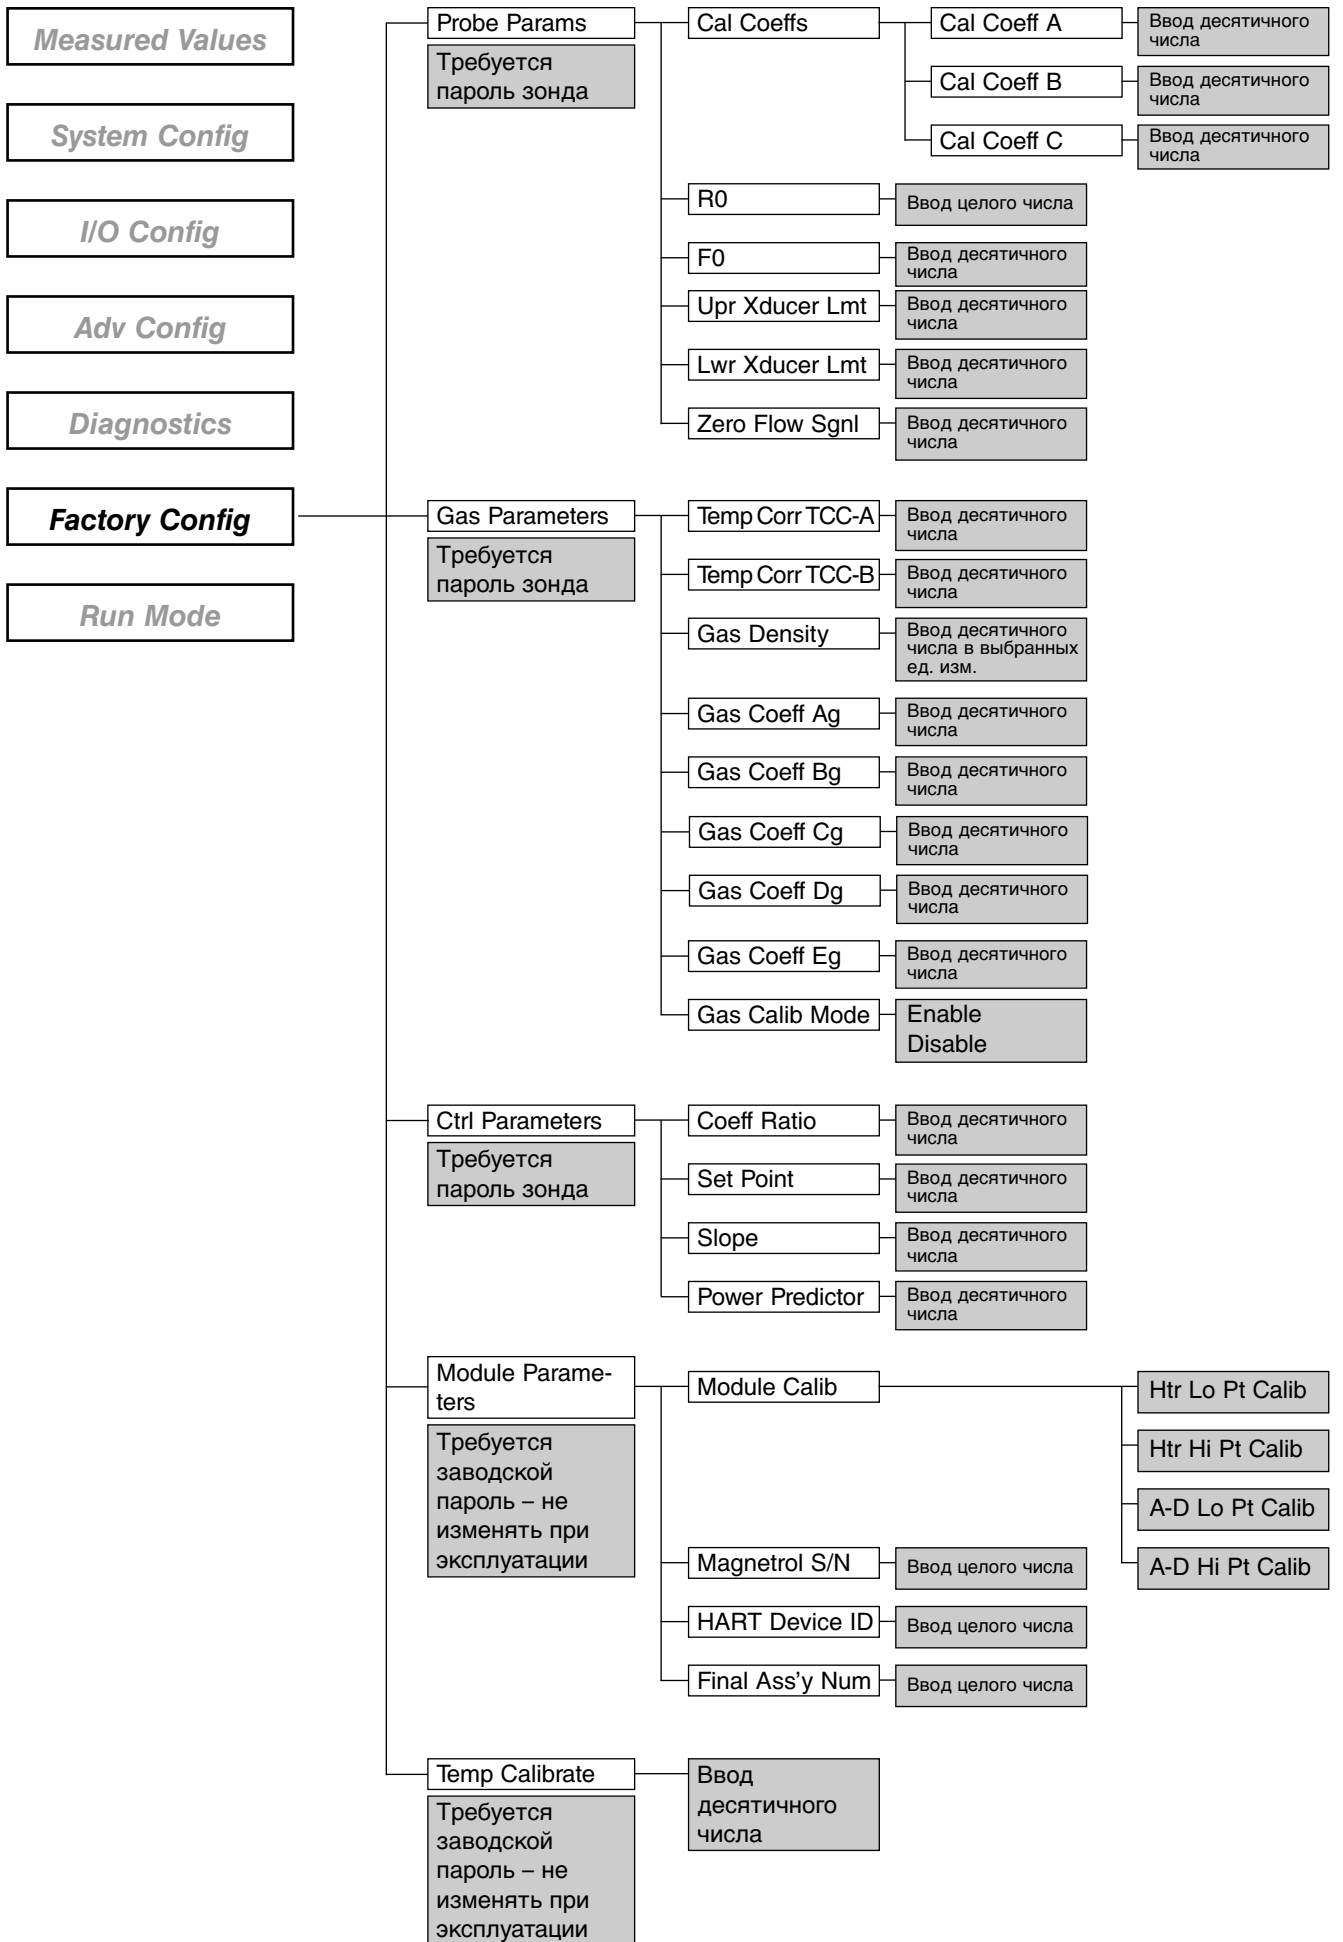 Measured Values
System Config
I/O Config
Adv Config
Diagnostics
Factory Config
Run Mode
Probe Params
Требуется
пароль зонда
Cal Coeffs
Cal Coeff A
Ввод десятичного
числа
Cal Coeff B
Ввод десятичного
числа
Cal Coeff C
Ввод десятичного
числа
R0
Ввод целого числа
F0
Ввод десятичного
числа
Upr Xducer Lmt
Ввод десятичного
числа
Lwr Xducer Lmt
Ввод десятичного
числа
Zero Flow Sgnl
Ввод десятичного
числа
Gas Parameters
Требуется
пароль зонда
Temp Corr TCC-A
Ввод десятичного
числа
Temp Corr TCC-B
Ввод десятичного
числа
Gas Density
Ввод десятичного
числа в выбранных
ед. изм.
Gas Coeff Ag
Ввод десятичного
числа
Gas Coeff Bg
Ввод десятичного
числа
Gas Coeff Cg
Ввод десятичного
числа
Gas Coeff Dg
Ввод десятичного
числа
Gas Coeff Eg
Ввод десятичного
числа
Gas Calib Mode
Enable
Disable
Ctrl Parameters
Требуется
пароль зонда
Coeff Ratio
Ввод десятичного
числа
Set Point
Ввод десятичного
числа
Slope
Ввод десятичного
числа
Power Predictor
Ввод десятичного
числа
Module Parame-
ters
Требуется
заводской
пароль – не
изменять при
эксплуатации
Module Calib
Htr Lo Pt Calib
Htr Hi Pt Calib
A-D Lo Pt Calib
A-D Hi Pt Calib
Magnetrol S/N
Ввод целого числа
HART Device ID
Ввод целого числа
Final Ass’y Num
Ввод целого числа
Temp Calibrate
Требуется
заводской
пароль – не
изменять при
эксплуатации
Ввод
десятичного
числа